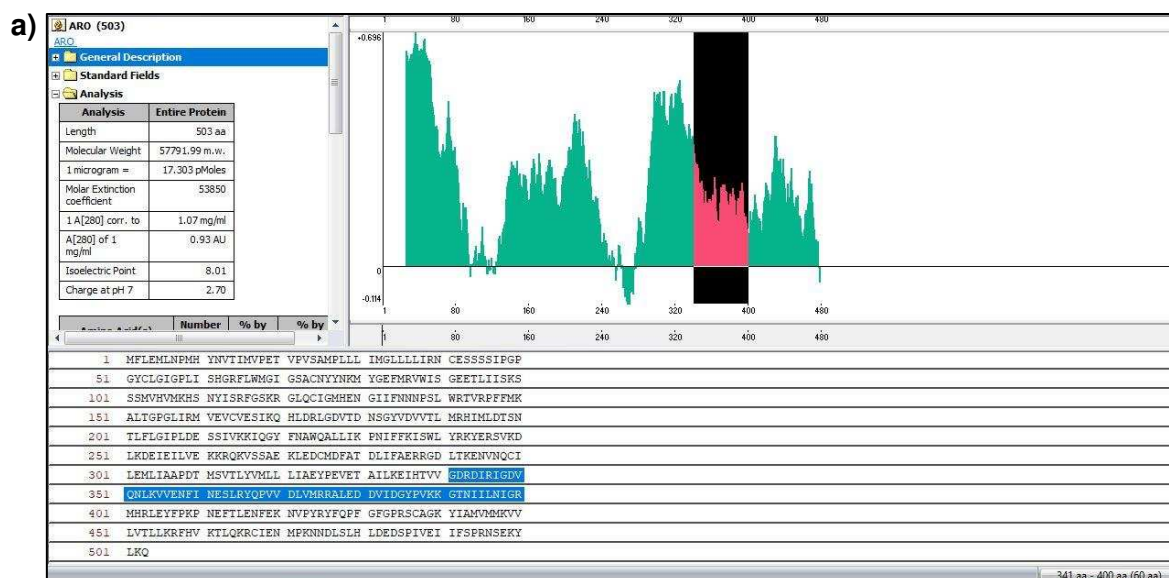 a)
ARO (503)
ARO
General Description
Standard Fields
Analysis
Analysis Entire Protein
Length 503 aa
Molecular Weight 57791.99 m.w.
1 microgram = 17.303 pMoles
Molar Extinction coefficient 53850
1 A[280] corr. to 1.07 mg/ml
A[280] of 1 mg/ml 0.93 AU
Isoelectric Point 8.01
Charge at pH 7 2.70
Amino Acid(s) Number % by % by
1 80 160 240 320 400 480
+0.696
0
-0.114
1 80 160 240 320 400 480
1 80 160 240 320 400 480
1 MFLEMLNPMH YNVTIMVPET VPVSAMPLLL IMGLLLLIRN CESSSSIPGP
51 GYCLGIGPLI SHGRFLWMGI GSACNYYNKM YGEFMRVWIS GEETLIISKS
101 SSMVHVMKHS NYISRFGSKR GLQCIGMHEN GIIFNNNPSL WRTVRPFFMK
151 ALTGPGLIRM VEVCVESIKQ HLDRLGDVTD NSGYVDVVTL MRHIMLDTSN
201 TLFLGIPLDE SSIVKKIQGY FNAWQALLIK PNIFFKISWL YRKYERSVKD
251 LKDEIEILVE KKRQKVSSAE KLEDCMDFAT DLIFAERRGD LTKENVNQCI
301 LEMLIAAPDT MSVTLYVMLL LIAEYPEVET AILKEIHTVV GDRDIRIGDV
351 QNLKVVENFI NESLRYQPVV DLVMRRALED DVIDGYPVKK GTNIILNIGR
401 MHRLEYFPKP NEFTLENFEK NVPYRYFQPF GFGPRSCAGK YIAMVMMKVV
451 LVTLLKRFHV KTLQKRCIEN MPKNNDLSLH LDEDSPIVEI IFSPRNSEKY
501 LKQ
341 aa - 400 aa (60 aa)